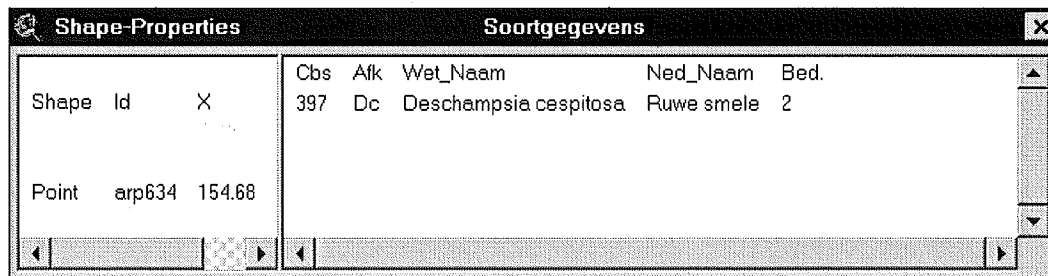 Shape-Properties Soortgegevens
Shape Id X
Point arp634 154.68
Cbs Afk Wet_Naam Ned_Naam Bed.
397 Dc Deschampsia cespitosa Ruwe smele 2